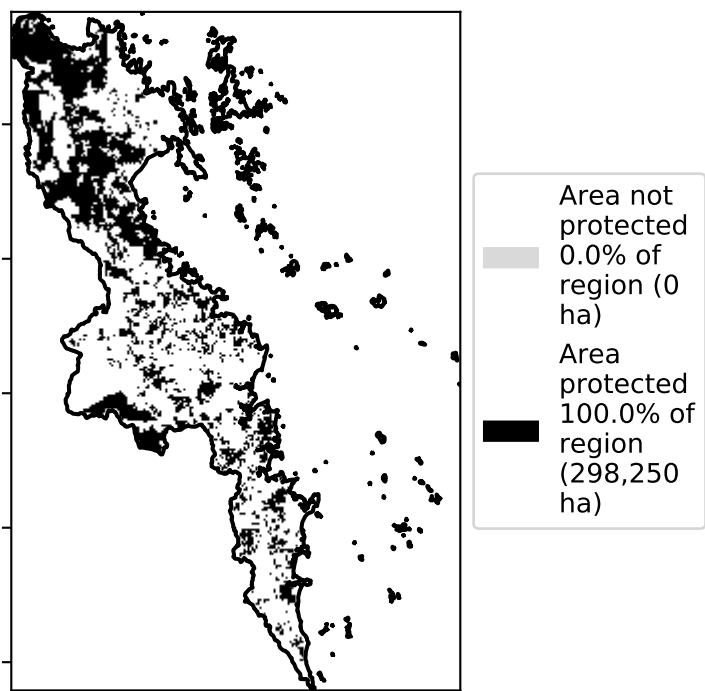 Area not
protected
0.0% of
region (0
ha)
Area
protected
100.0% of
region
(298,250
ha)